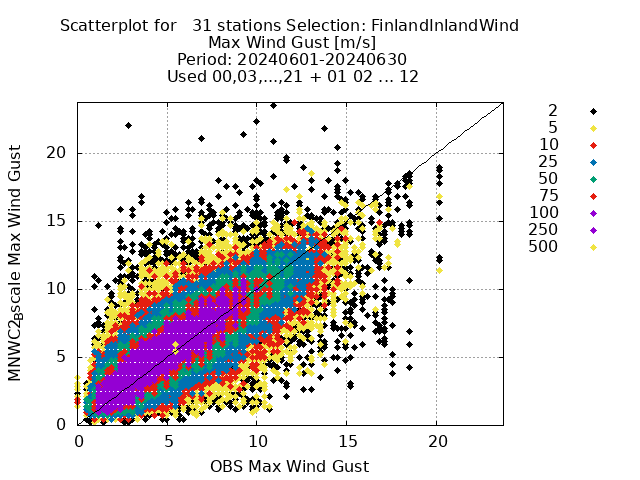 Scatterplot for   31 stations Selection: FinlandInlandWind
Max Wind Gust [m/s]
Period: 20240601-20240630
Used 00,03,...,21 + 01 02 ... 12
MNWC2.5scale Max Wind Gust
20
15
10
5
0
0 5 10 15 20
OBS Max Wind Gust
2
5
10
25
50
75
100
250
500